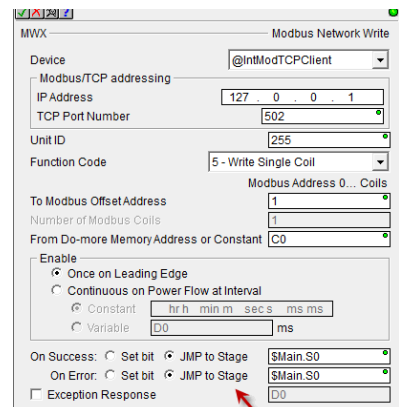 MWX Modbus Network Write
Device @IntModTCPClient
Modbus/TCP addressing
IP Address 127 . 0 . 0 . 1
TCP Port Number 502
Unit ID 255
Function Code 5 - Write Single Coil
Modbus Address 0... Coils
To Modbus Offset Address 1
Number of Modbus Coils 1
From Do-more Memory Address or Constant C0
Enable
Once on Leading Edge
Continuous on Power Flow at Interval
Constant hr h min m sec s ms ms
Variable D0 ms
On Success: Set bit JMP to Stage $Main.S0
On Error: Set bit JMP to Stage $Main.S0
Exception Response D0